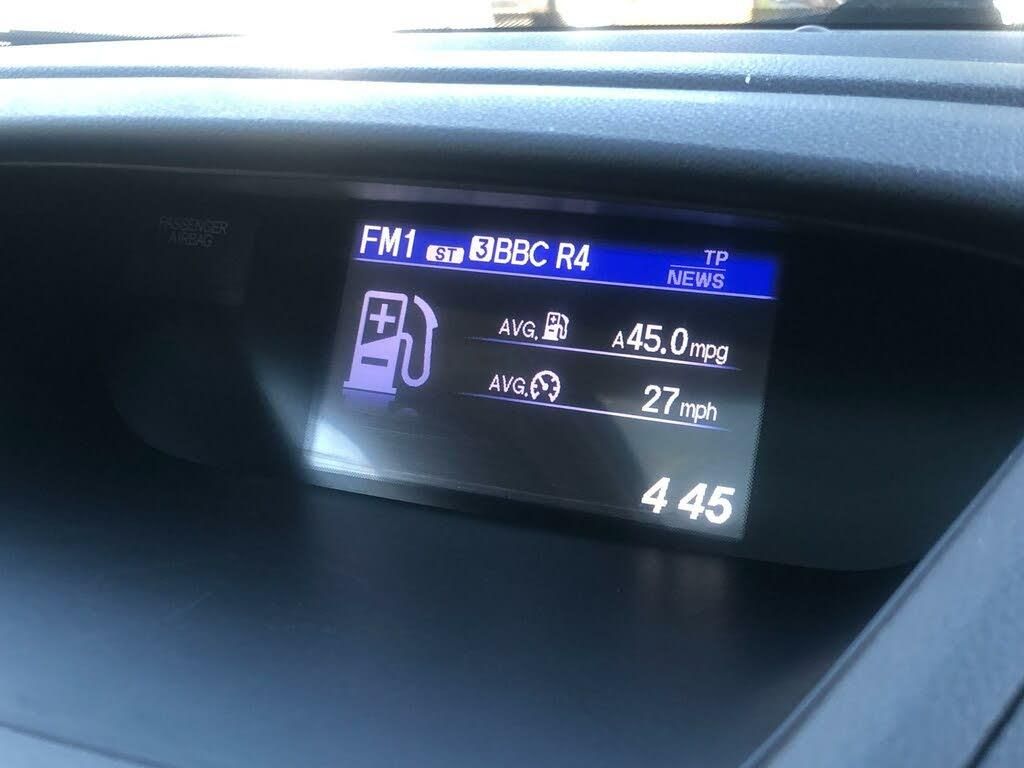 PASSENGER
AIRBAG
FM1 ST 3 BBC R4 TP
NEWS
AVG. A45.0mpg
AVG. 27mph
4 45